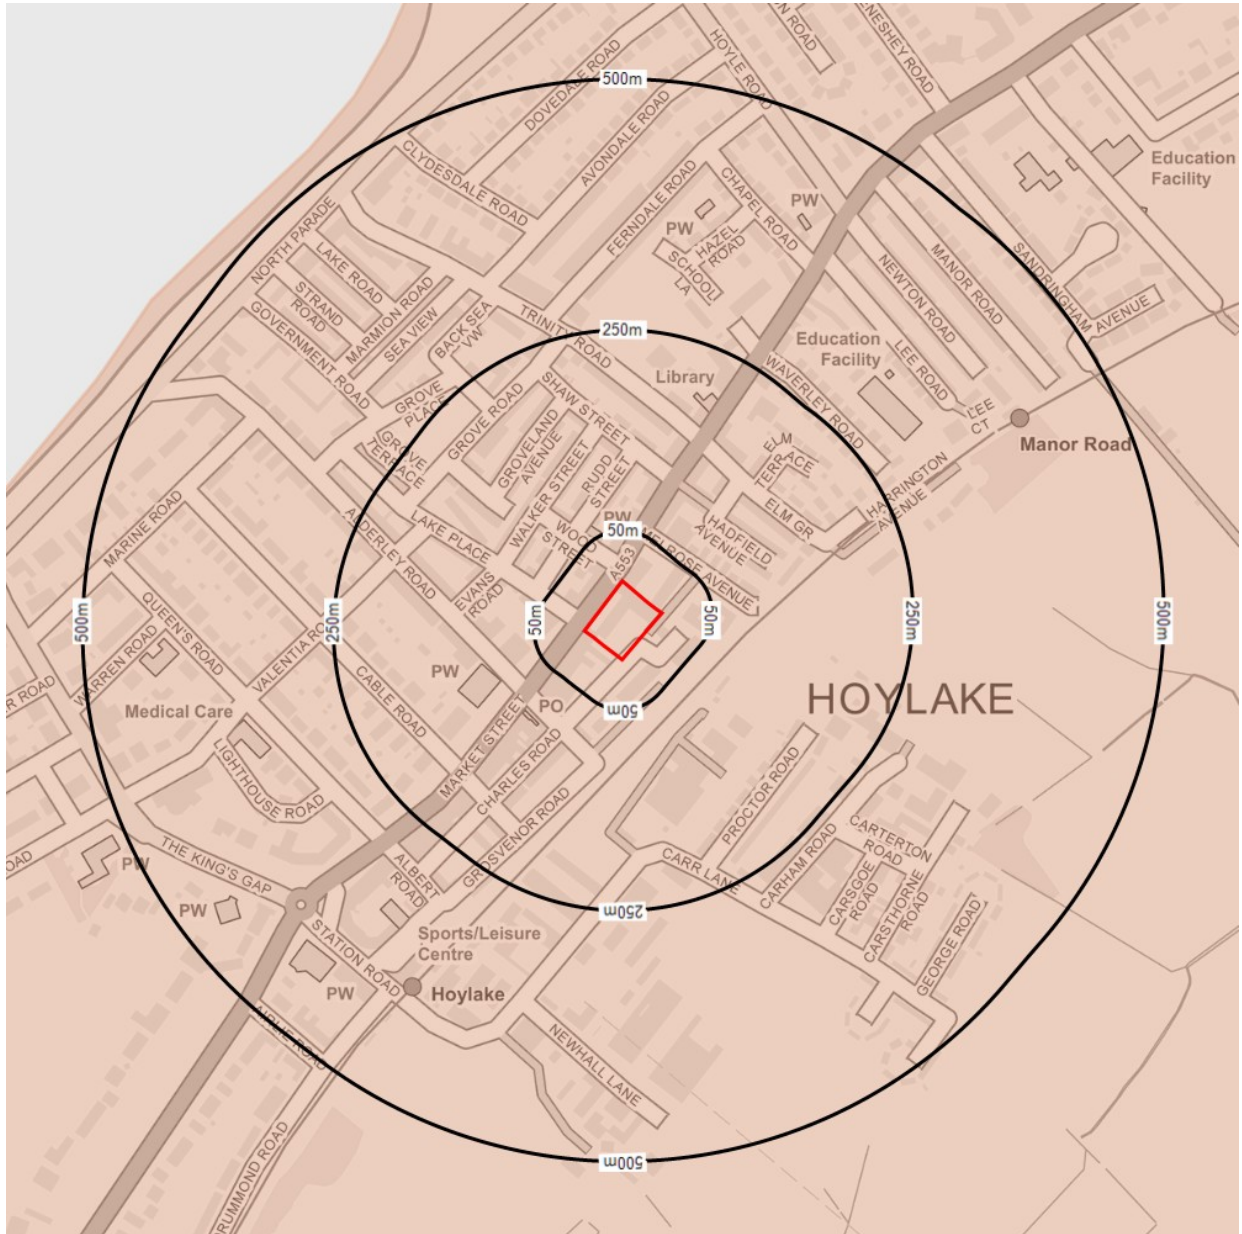 ON ROAD
ENESHEY ROAD
HOYLE ROAD
DOVEDALE ROAD
500m
AVONDALE ROAD
CLYDESDALE ROAD
Education
Facility
FERNDALE ROAD
CHAPEL ROAD
PW
PW
HAZEL
ROAD
SCHOOL
LA
NORTH PARADE
LAKE ROAD
STRAND
ROAD
GOVERNMENT ROAD
MARMION ROAD
SEA VIEW
BACK SEA
VW
MANOR ROAD
NEWTON ROAD
SANDRINGHAM
AVENUE
TRINITY ROAD
250m
Education
Facility
WAVERLEY ROAD
LEE ROAD
LEE
CT
Manor Road
Library
SHAW STREET
GROVE
PLACE
GROVE ROAD
GROVE
TERRACE
GROVELAND
AVENUE
WALKER STREET
RUDD
STREET
ELM
TERRACE
ELM GR
HARRINGTON
AVENUE
HADFIELD
AVENUE
PW
WOOD
STREET
50m
MELROSE AVENUE
A553
LAKE PLACE
ALDERLEY ROAD
EVANS
ROAD
MARINE ROAD
QUEEN'S ROAD
WARREN ROAD
R ROAD
VALENTIA RO
500m
250m
50m
50m
250m
500m
CABLE ROAD
PW
PO
50m
HOYLAKE
Medical Care
LIGHTHOUSE ROAD
MARKET STREET
CHARLES ROAD
GROSVENOR ROAD
PROCTOR ROAD
CARR LANE
CARHAM ROAD
CARTERTON
ROAD
CARSGOE
ROAD
CARSTHORNE
ROAD
GEORGE ROAD
THE KING'S GAP
OAD
PW
PW
ALBERT
ROAD
250m
STATION ROAD
Sports/Leisure
Centre
PW
Hoylake
AIRLIE ROAD
NEWHALL LANE
DRUMMOND ROAD
500m